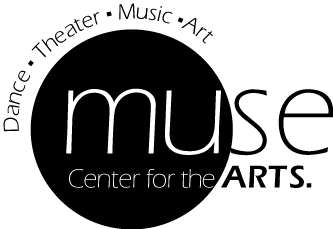 Dance ▪ Theater ▪ Music ▪Art
muse
Center for the ARTS.